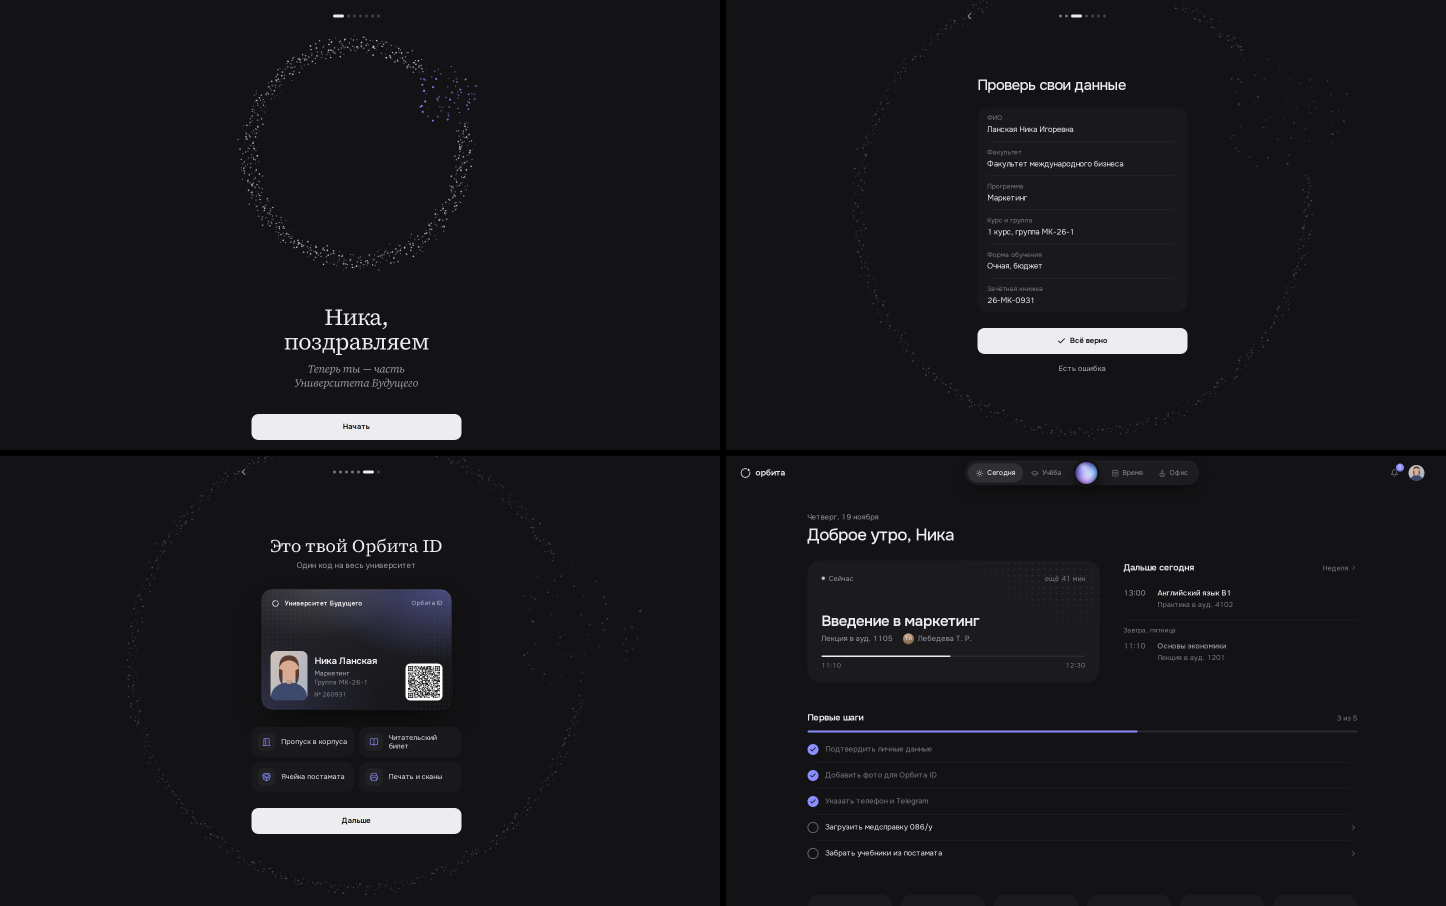 Ника,
поздравляем
Теперь ты — часть
Университета Будущего
Начать
Проверь свои данные
ФИО
Ланская Ника Игоревна
Факультет
Факультет международного бизнеса
Программа
Маркетинг
Курс и группа
1 курс, группа МК-26-1
Форма обучения
Очная, бюджет
Зачётная книжка
26-МК-0931
Всё верно
Есть ошибка
Это твой Орбита ID
Один код на весь университет
Университет Будущего
Орбита ID
Ника Ланская
Маркетинг
Группа МК-26-1
№ 260931
Пропуск в корпуса
Читательский
билет
Ячейка постамата
Печать и сканы
Дальше
орбита
Сегодня
Учёба
Время
Офис
Четверг, 19 ноября
Доброе утро, Ника
Сейчас
ещё 41 мин
Введение в маркетинг
Лекция в ауд. 1105
Лебедева Т. Р.
11:10
12:30
Дальше сегодня
Неделя
13:00
Английский язык B1
Практика в ауд. 4102
Завтра, пятница
11:10
Основы экономики
Лекция в ауд. 1201
Первые шаги
3 из 5
Подтвердить личные данные
Добавить фото для Орбита ID
Указать телефон и Telegram
Загрузить медсправку 086/у
Забрать учебники из постамата